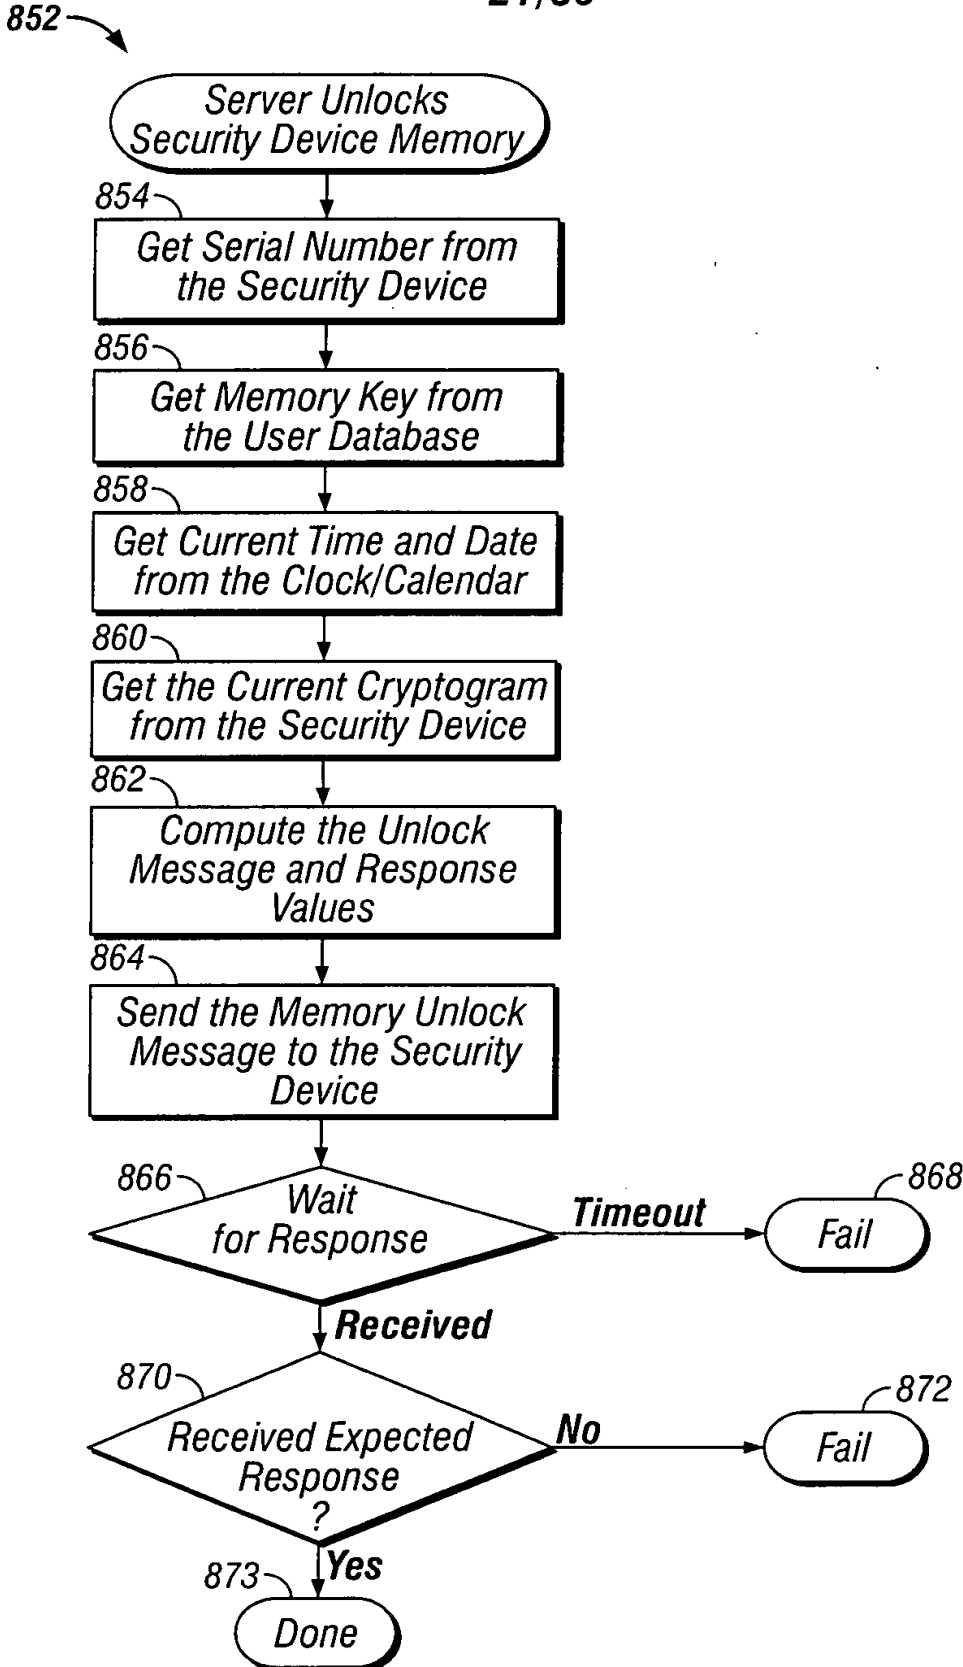 852
Server Unlocks
Security Device Memory
854
Get Serial Number from
the Security Device
856
Get Memory Key from
the User Database
858
Get Current Time and Date
from the Clock/Calendar
860
Get the Current Cryptogram
from the Security Device
862
Compute the Unlock
Message and Response
Values
864
Send the Memory Unlock
Message to the Security
Device
866
Wait
for Response
Timeout
868
Fail
Received
870
Received Expected
Response
?
No
872
Fail
Yes
873
Done